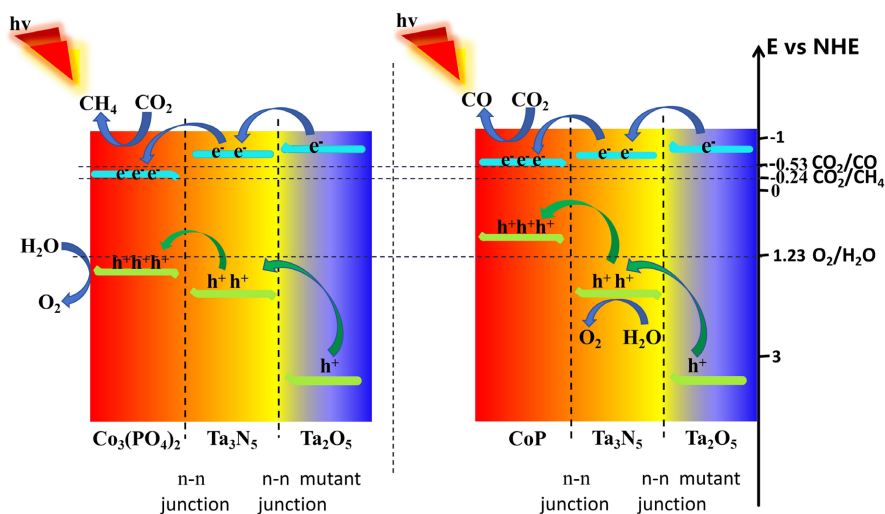 hν
hν
E vs NHE
CH₄ CO₂
CO CO₂
e⁻ e⁻ e⁻
e⁻ e⁻
e⁻
e⁻ e⁻ e⁻
e⁻ e⁻
e⁻
-1
-0.53 CO₂/CO
-0.24 CO₂/CH₄
0
H₂O
O₂
h⁺h⁺h⁺
h⁺ h⁺
h⁺
h⁺h⁺h⁺
h⁺ h⁺
O₂ H₂O
h⁺
1.23 O₂/H₂O
3
Co₃(PO₄)₂ Ta₃N₅ Ta₂O₅
CoP Ta₃N₅ Ta₂O₅
n-n n-n mutant
junction junction
n-n n-n mutant
junction junction